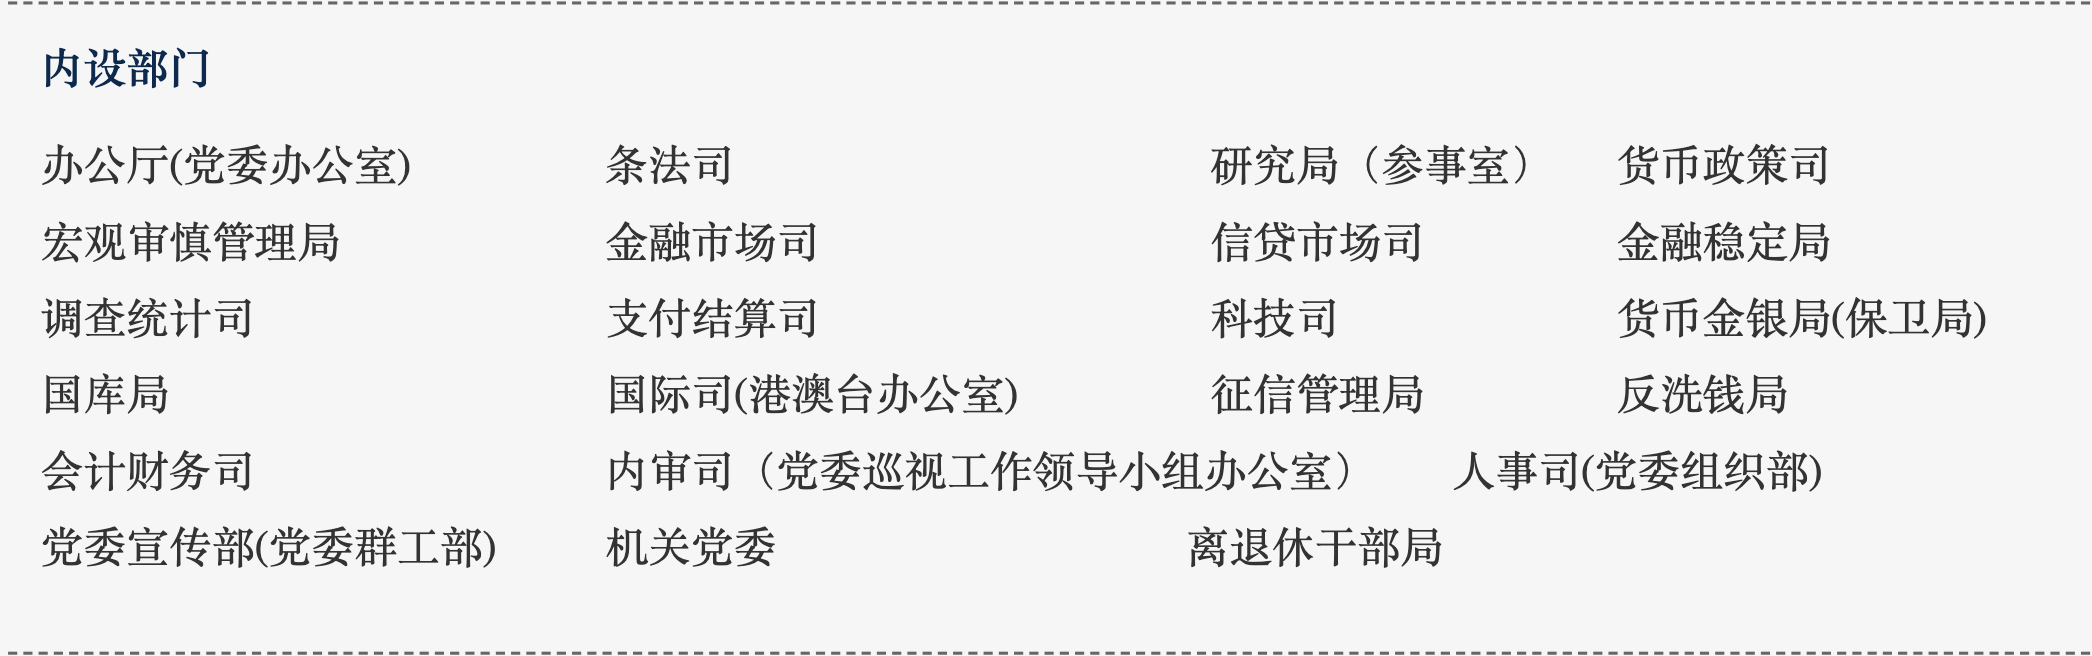 内设部门
办公厅(党委办公室) 条法司 研究局（参事室） 货币政策司
宏观审慎管理局 金融市场司 信贷市场司 金融稳定局
调查统计司 支付结算司 科技司 货币金银局(保卫局)
国库局 国际司(港澳台办公室) 征信管理局 反洗钱局
会计财务司 内审司（党委巡视工作领导小组办公室） 人事司(党委组织部)
党委宣传部(党委群工部) 机关党委 离退休干部局